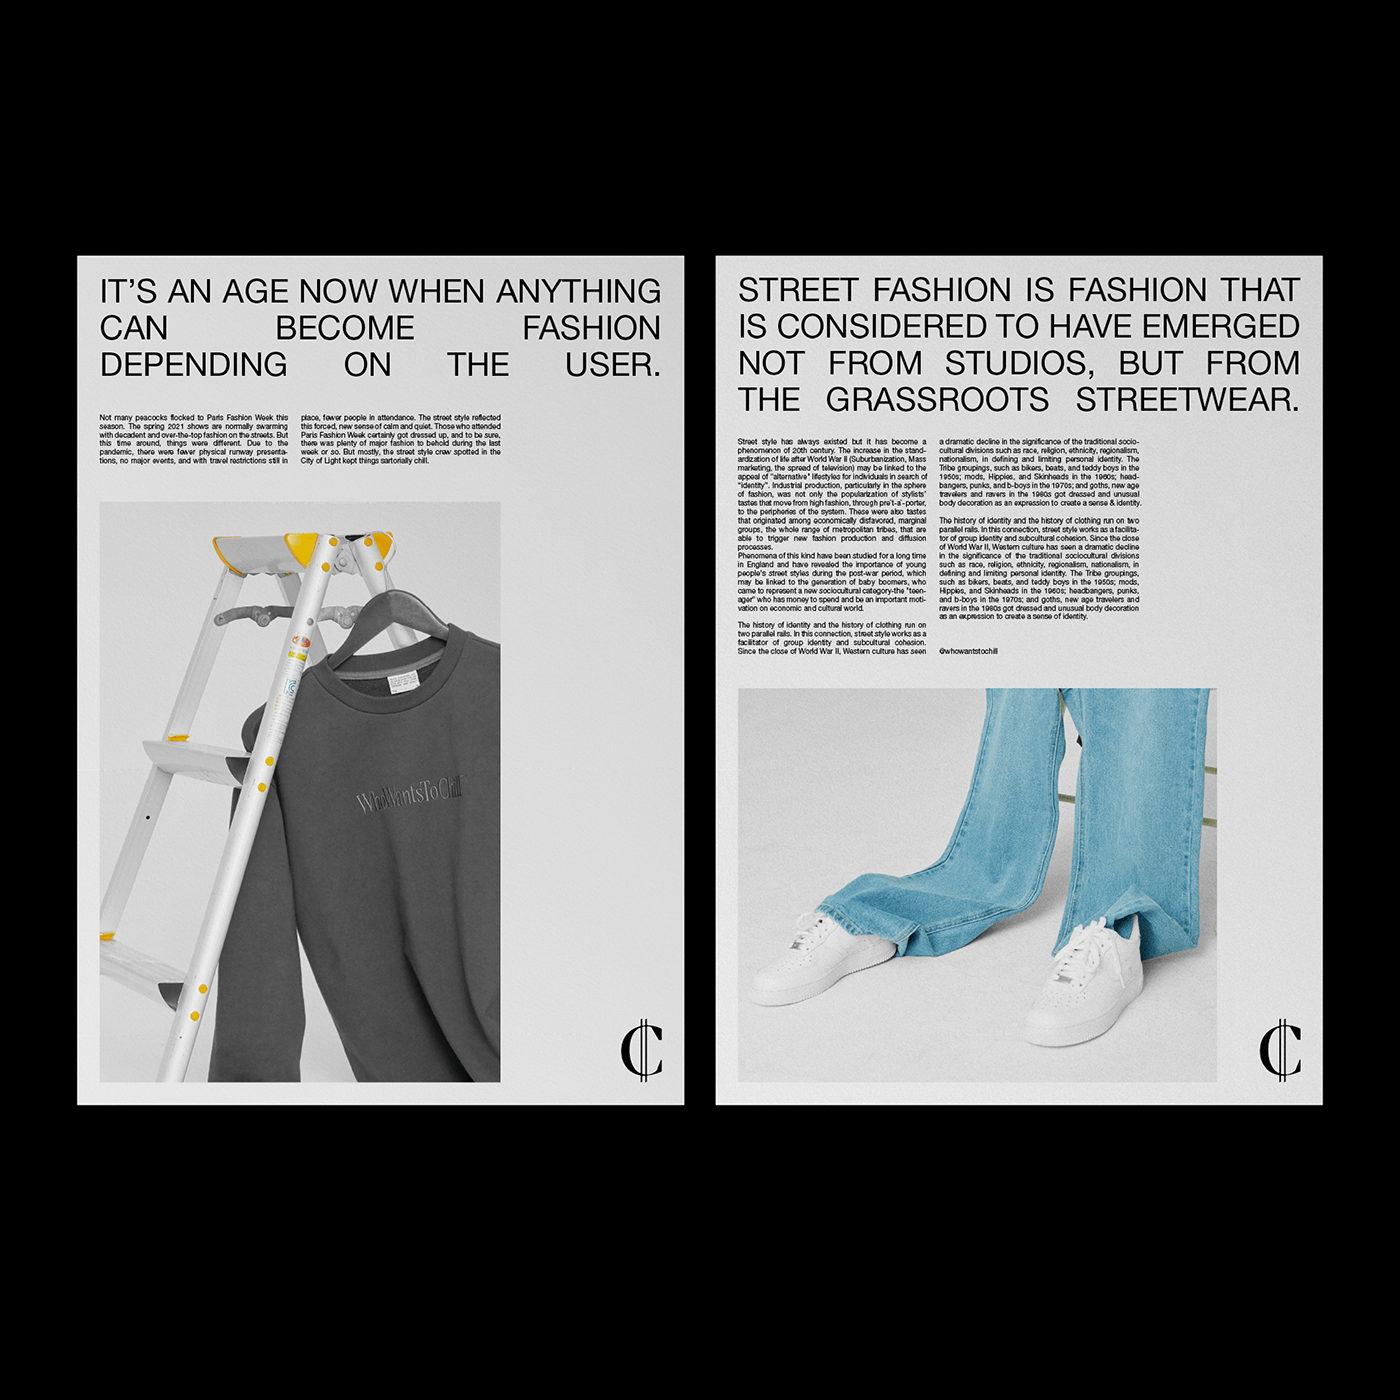 IT’S AN AGE NOW WHEN ANYTHING
CAN BECOME FASHION
DEPENDING ON THE USER.
Not many peacocks flocked to Paris Fashion Week this
season. The spring 2021 shows are normally swarming
with decadent and over-the-top fashion on the streets. But
this time around, things were different. Due to the
pandemic, there were fewer physical runway presenta-
tions, no major events, and with travel restrictions still in
place, fewer people in attendance. The street style reflected
this forced, new sense of calm and quiet. Those who attended
Paris Fashion Week certainly got dressed up, and to be sure,
there was plenty of major fashion to behold during the last
week or so. But mostly, the street style crew spotted in the
City of Light kept things sartorially chill.
WhoWantsToChill
STREET FASHION IS FASHION THAT
IS CONSIDERED TO HAVE EMERGED
NOT FROM STUDIOS, BUT FROM
THE GRASSROOTS STREETWEAR.
Street style has always existed but it has become a
phenomenon of 20th century. The increase in the stand-
ardization of life after World War II (Suburbanization, Mass
marketing, the spread of television) may be linked to the
appeal of "alternative" lifestyles for individuals in search of
"identity". Industrial production, particularly in the sphere
of fashion, was not only the popularization of stylists'
tastes that move from high fashion, through pre't-a'-porter,
to the peripheries of the system. These were also tastes
that originated among economically disfavored, marginal
groups, the whole range of metropolitan tribes, that are
able to trigger new fashion production and diffusion
processes.
Phenomena of this kind have been studied for a long time
in England and have revealed the importance of young
people's street styles during the post-war period, which
may be linked to the generation of baby boomers, who
came to represent a new sociocultural category-the "teen-
ager" who has money to spend and be an important moti-
vation on economic and cultural world.
The history of identity and the history of clothing run on
two parallel rails. In this connection, street style works as a
facilitator of group identity and subcultural cohesion.
Since the close of World War II, Western culture has seen
a dramatic decline in the significance of the traditional socio-
cultural divisions such as race, religion, ethnicity, regionalism,
nationalism, in defining and limiting personal identity. The
Tribe groupings, such as bikers, beats, and teddy boys in the
1950s; mods, Hippies, and Skinheads in the 1960s; head-
bangers, punks, and b-boys in the 1970s; and goths, new age
travelers and ravers in the 1980s got dressed and unusual
body decoration as an expression to create a sense & identity.
The history of identity and the history of clothing run on two
parallel rails. In this connection, street style works as a facilita-
tor of group identity and subcultural cohesion. Since the close
of World War II, Western culture has seen a dramatic decline
in the significance of the traditional sociocultural divisions
such as race, religion, ethnicity, regionalism, nationalism, in
defining and limiting personal identity. The Tribe groupings,
such as bikers, beats, and teddy boys in the 1950s; mods,
Hippies, and Skinheads in the 1960s; headbangers, punks,
and b-boys in the 1970s; and goths, new age travelers and
ravers in the 1980s got dressed and unusual body decoration
as an expression to create a sense of identity.
@whowantstochill